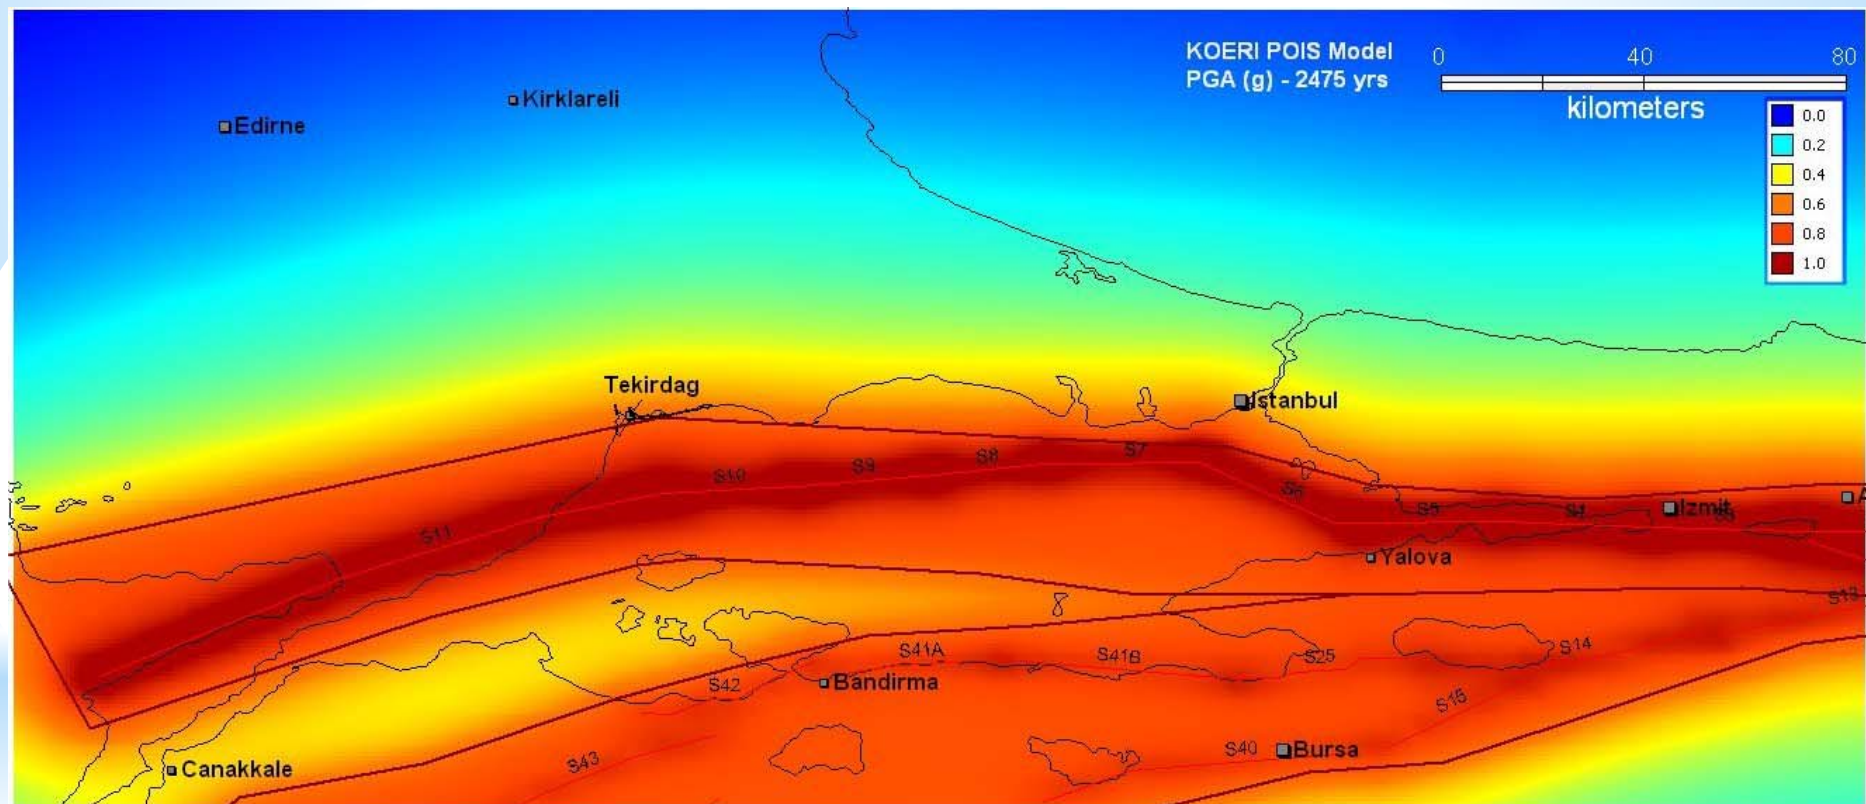 KOERI POIS Model
PGA (g) - 2475 yrs
0 40 80
kilometers
0.0
0.2
0.4
0.6
0.8
1.0
Kirklareli
Edirne
Tekirdag
Istanbul
S7
S8
S9
S10
S6
S5
S4
Izmit
A
S11
Yalova
S13
S14
S41A
S41B
S25
S42
Bandirma
S15
S40
Bursa
S43
Canakkale